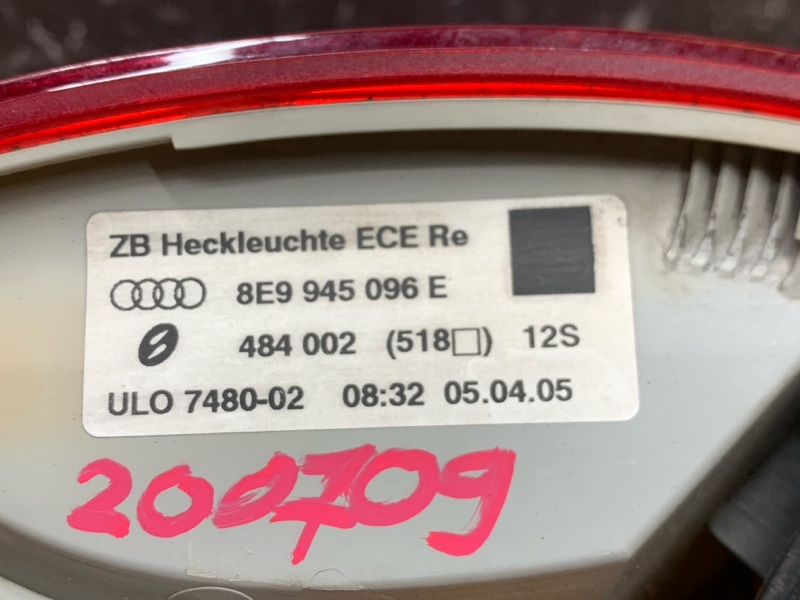 ZB Heckleuchte ECE Re
8E9 945 096 E
484 002 (518□) 12S
ULO 7480-02 08:32 05.04.05
200709